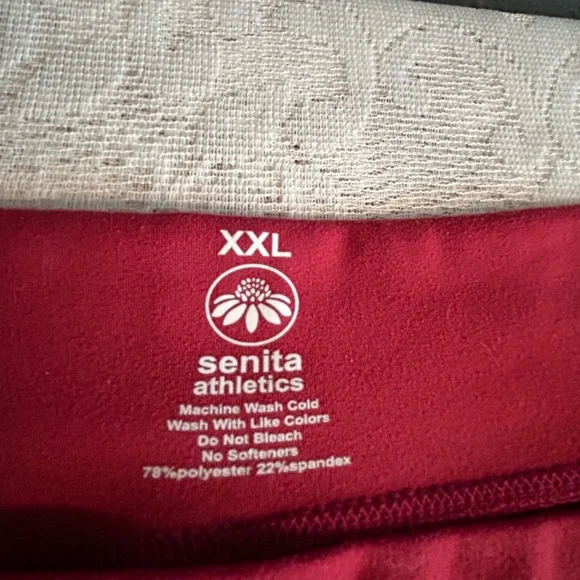 XXL
senita
athletics
Machine Wash Cold
Wash With Like Colors
Do Not Bleach
No Softeners
78%polyester 22%spandex